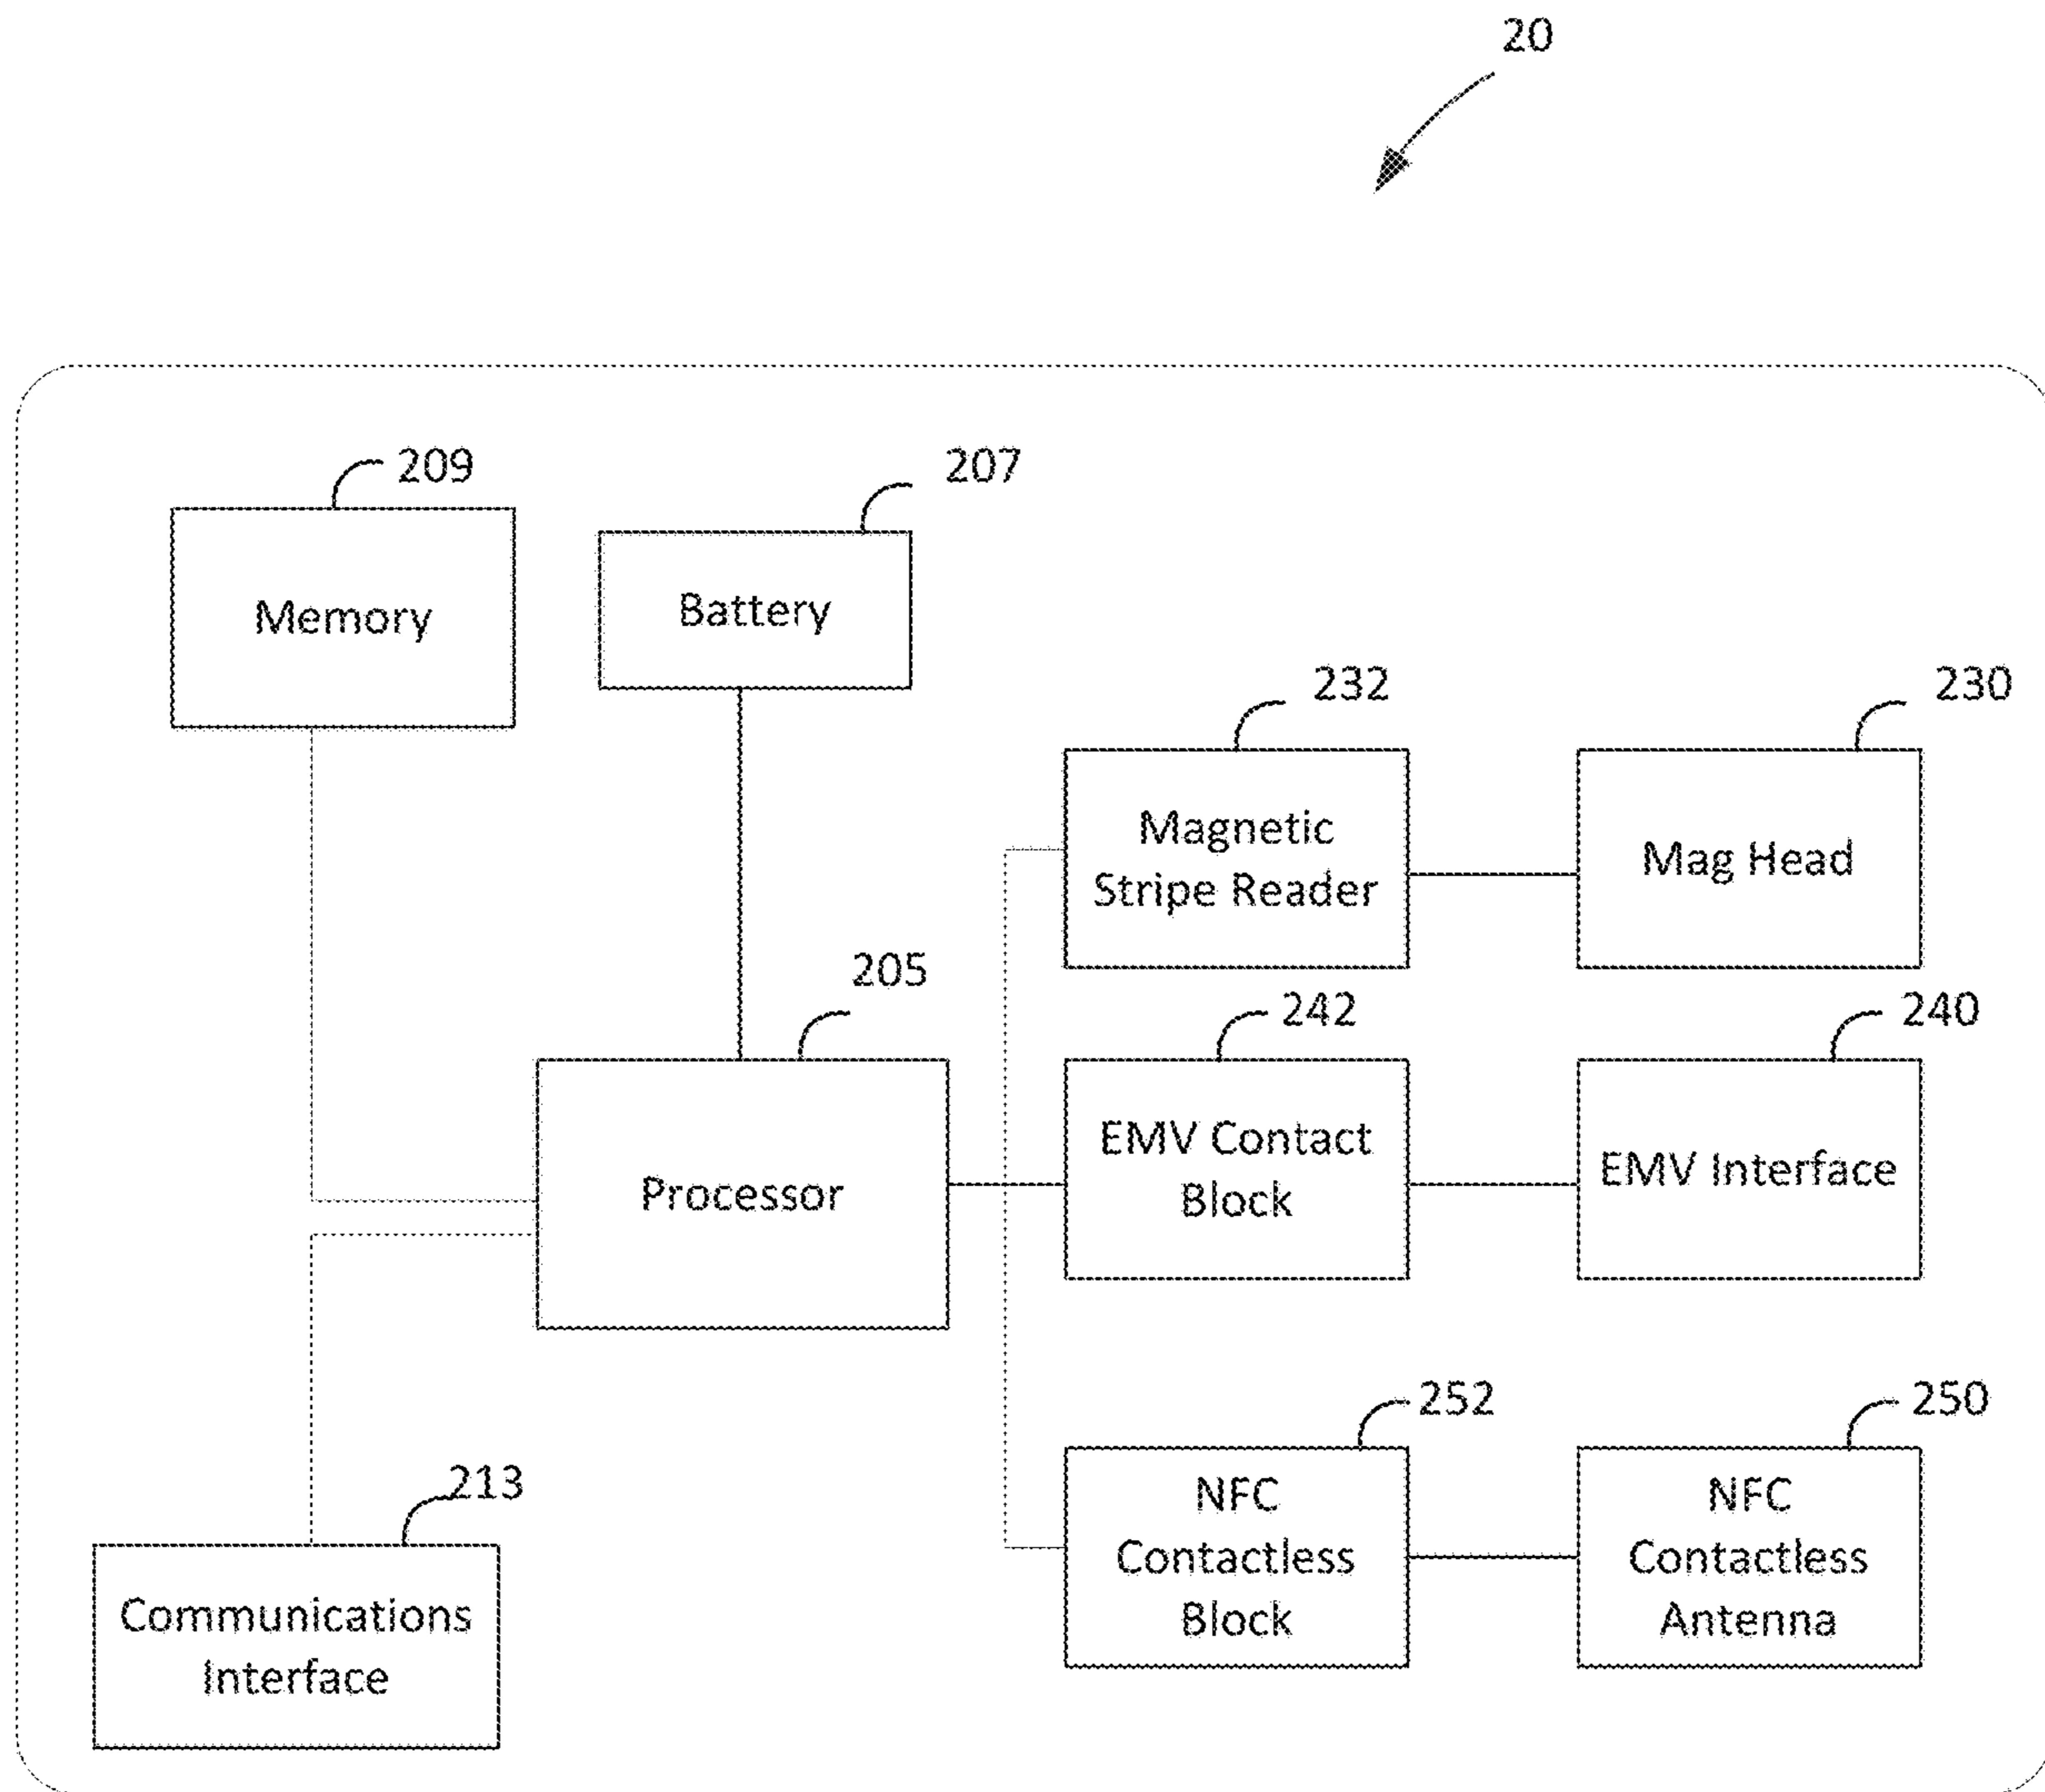 20
209
207
Memory
Battery
232
230
Magnetic
Stripe Reader
Mag Head
205
242
240
Processor
EMV Contact
Block
EMV Interface
252
250
NFC
Contactless
Block
NFC
Contactless
Antenna
213
Communications
Interface